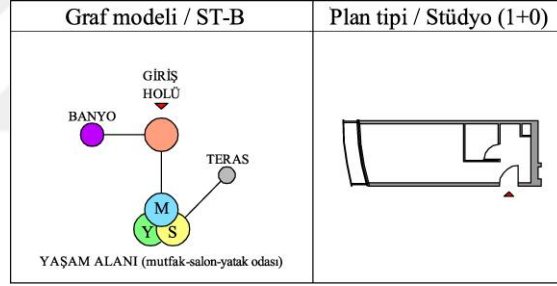 Graf modeli / ST-B
Plan tipi / Stüdyo (1+0)
GİRİŞ
HOLÜ
BANYO
TERAS
M
Y S
YAŞAM ALANI (mutfak-salon-yatak odası)